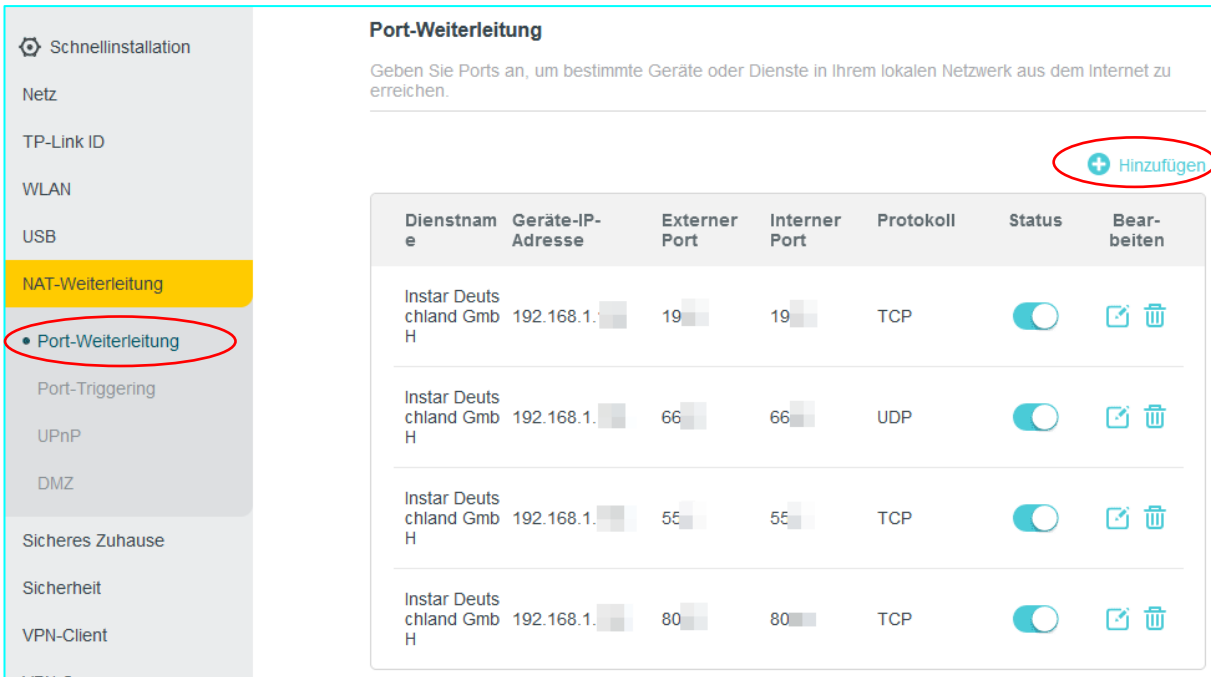 Schnellinstallation
Netz
TP-Link ID
WLAN
USB
NAT-Weiterleitung
Port-Weiterleitung
Port-Triggering
UPnP
DMZ
Sicheres Zuhause
Sicherheit
VPN-Client
Port-Weiterleitung
Geben Sie Ports an, um bestimmte Geräte oder Dienste in Ihrem lokalen Netzwerk aus dem Internet zu
erreichen.
Hinzufügen
Dienstnam Geräte-IP- Externer Interner Protokoll Status Bear-
e Adresse Port Port beiten
Instar Deuts
chland Gmb 192.168.1. 19 19 TCP
H
Instar Deuts
chland Gmb 192.168.1. 66 66 UDP
H
Instar Deuts
chland Gmb 192.168.1. 55 55 TCP
H
Instar Deuts
chland Gmb 192.168.1. 80 80 TCP
H